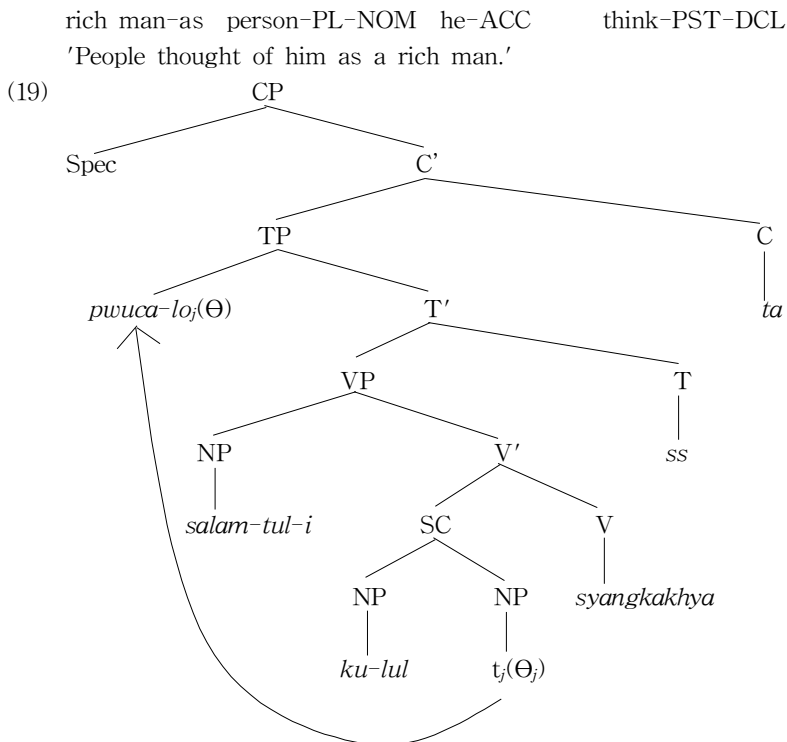 rich man-as person-PL-NOM he-ACC think-PST-DCL
'People thought of him as a rich man.'
(19) CP
Spec C'
TP C
pwuca-loj(Θ) T′ ta
VP T
NP V′ ss
salam-tul-i SC V
NP NP syangkakhya
ku-lul tj(Θj)